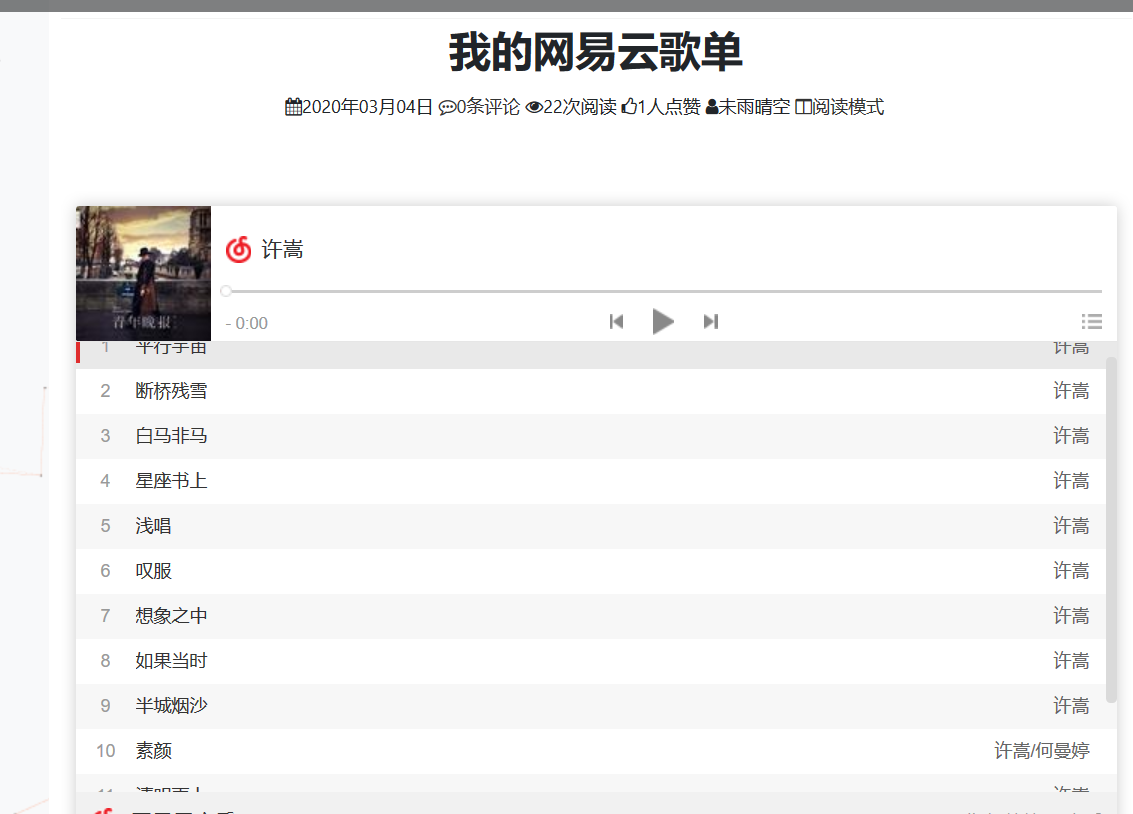 我的网易云歌单
2020年03月04日 0条评论 22次阅读 1人点赞 未雨晴空 阅读模式
许嵩
青年晚报
- 0:00
1 平行宇宙 许嵩
2 断桥残雪 许嵩
3 白马非马 许嵩
4 星座书上 许嵩
5 浅唱 许嵩
6 叹服 许嵩
7 想象之中 许嵩
8 如果当时 许嵩
9 半城烟沙 许嵩
10 素颜 许嵩/何曼婷
11 清明雨上 许嵩